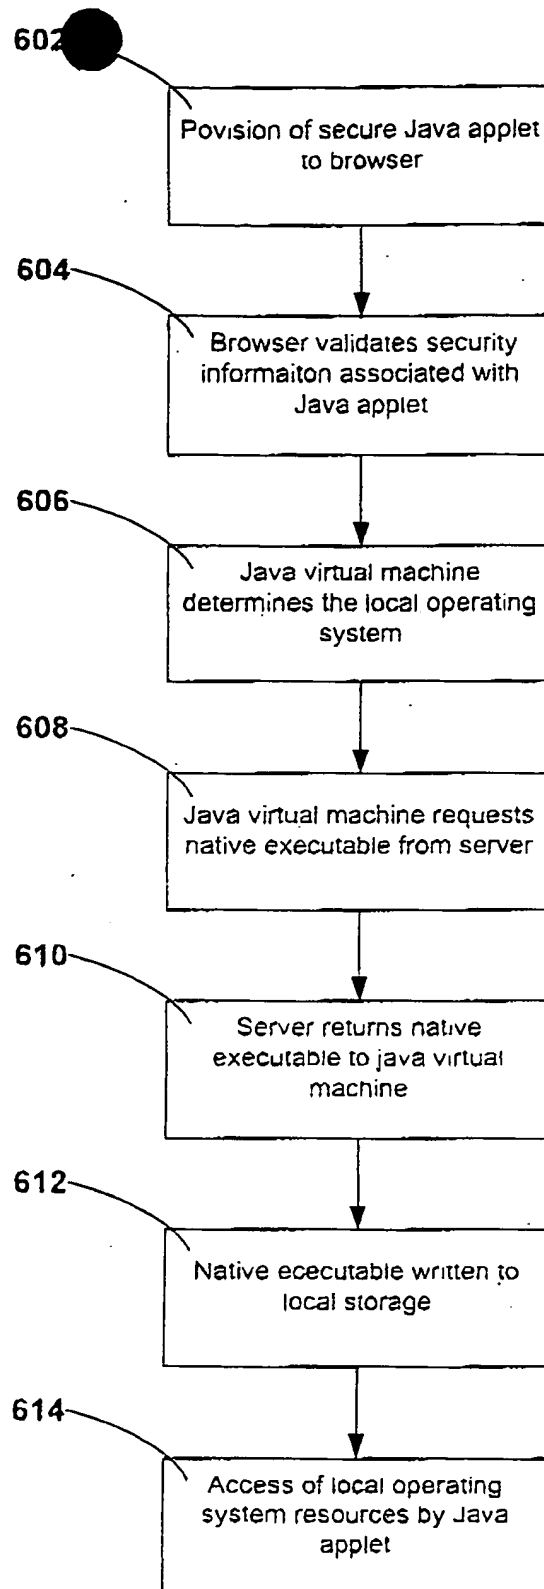 602
Povision of secure Java applet
to browser
604
Browser validates security
informaiton associated with
Java applet
606
Java virtual machine
determines the local operating
system
608
Java virtual machine requests
native executable from server
610
Server returns native
executable to java virtual
machine
612
Native ececutable written to
local storage
614
Access of local operating
system resources by Java
applet